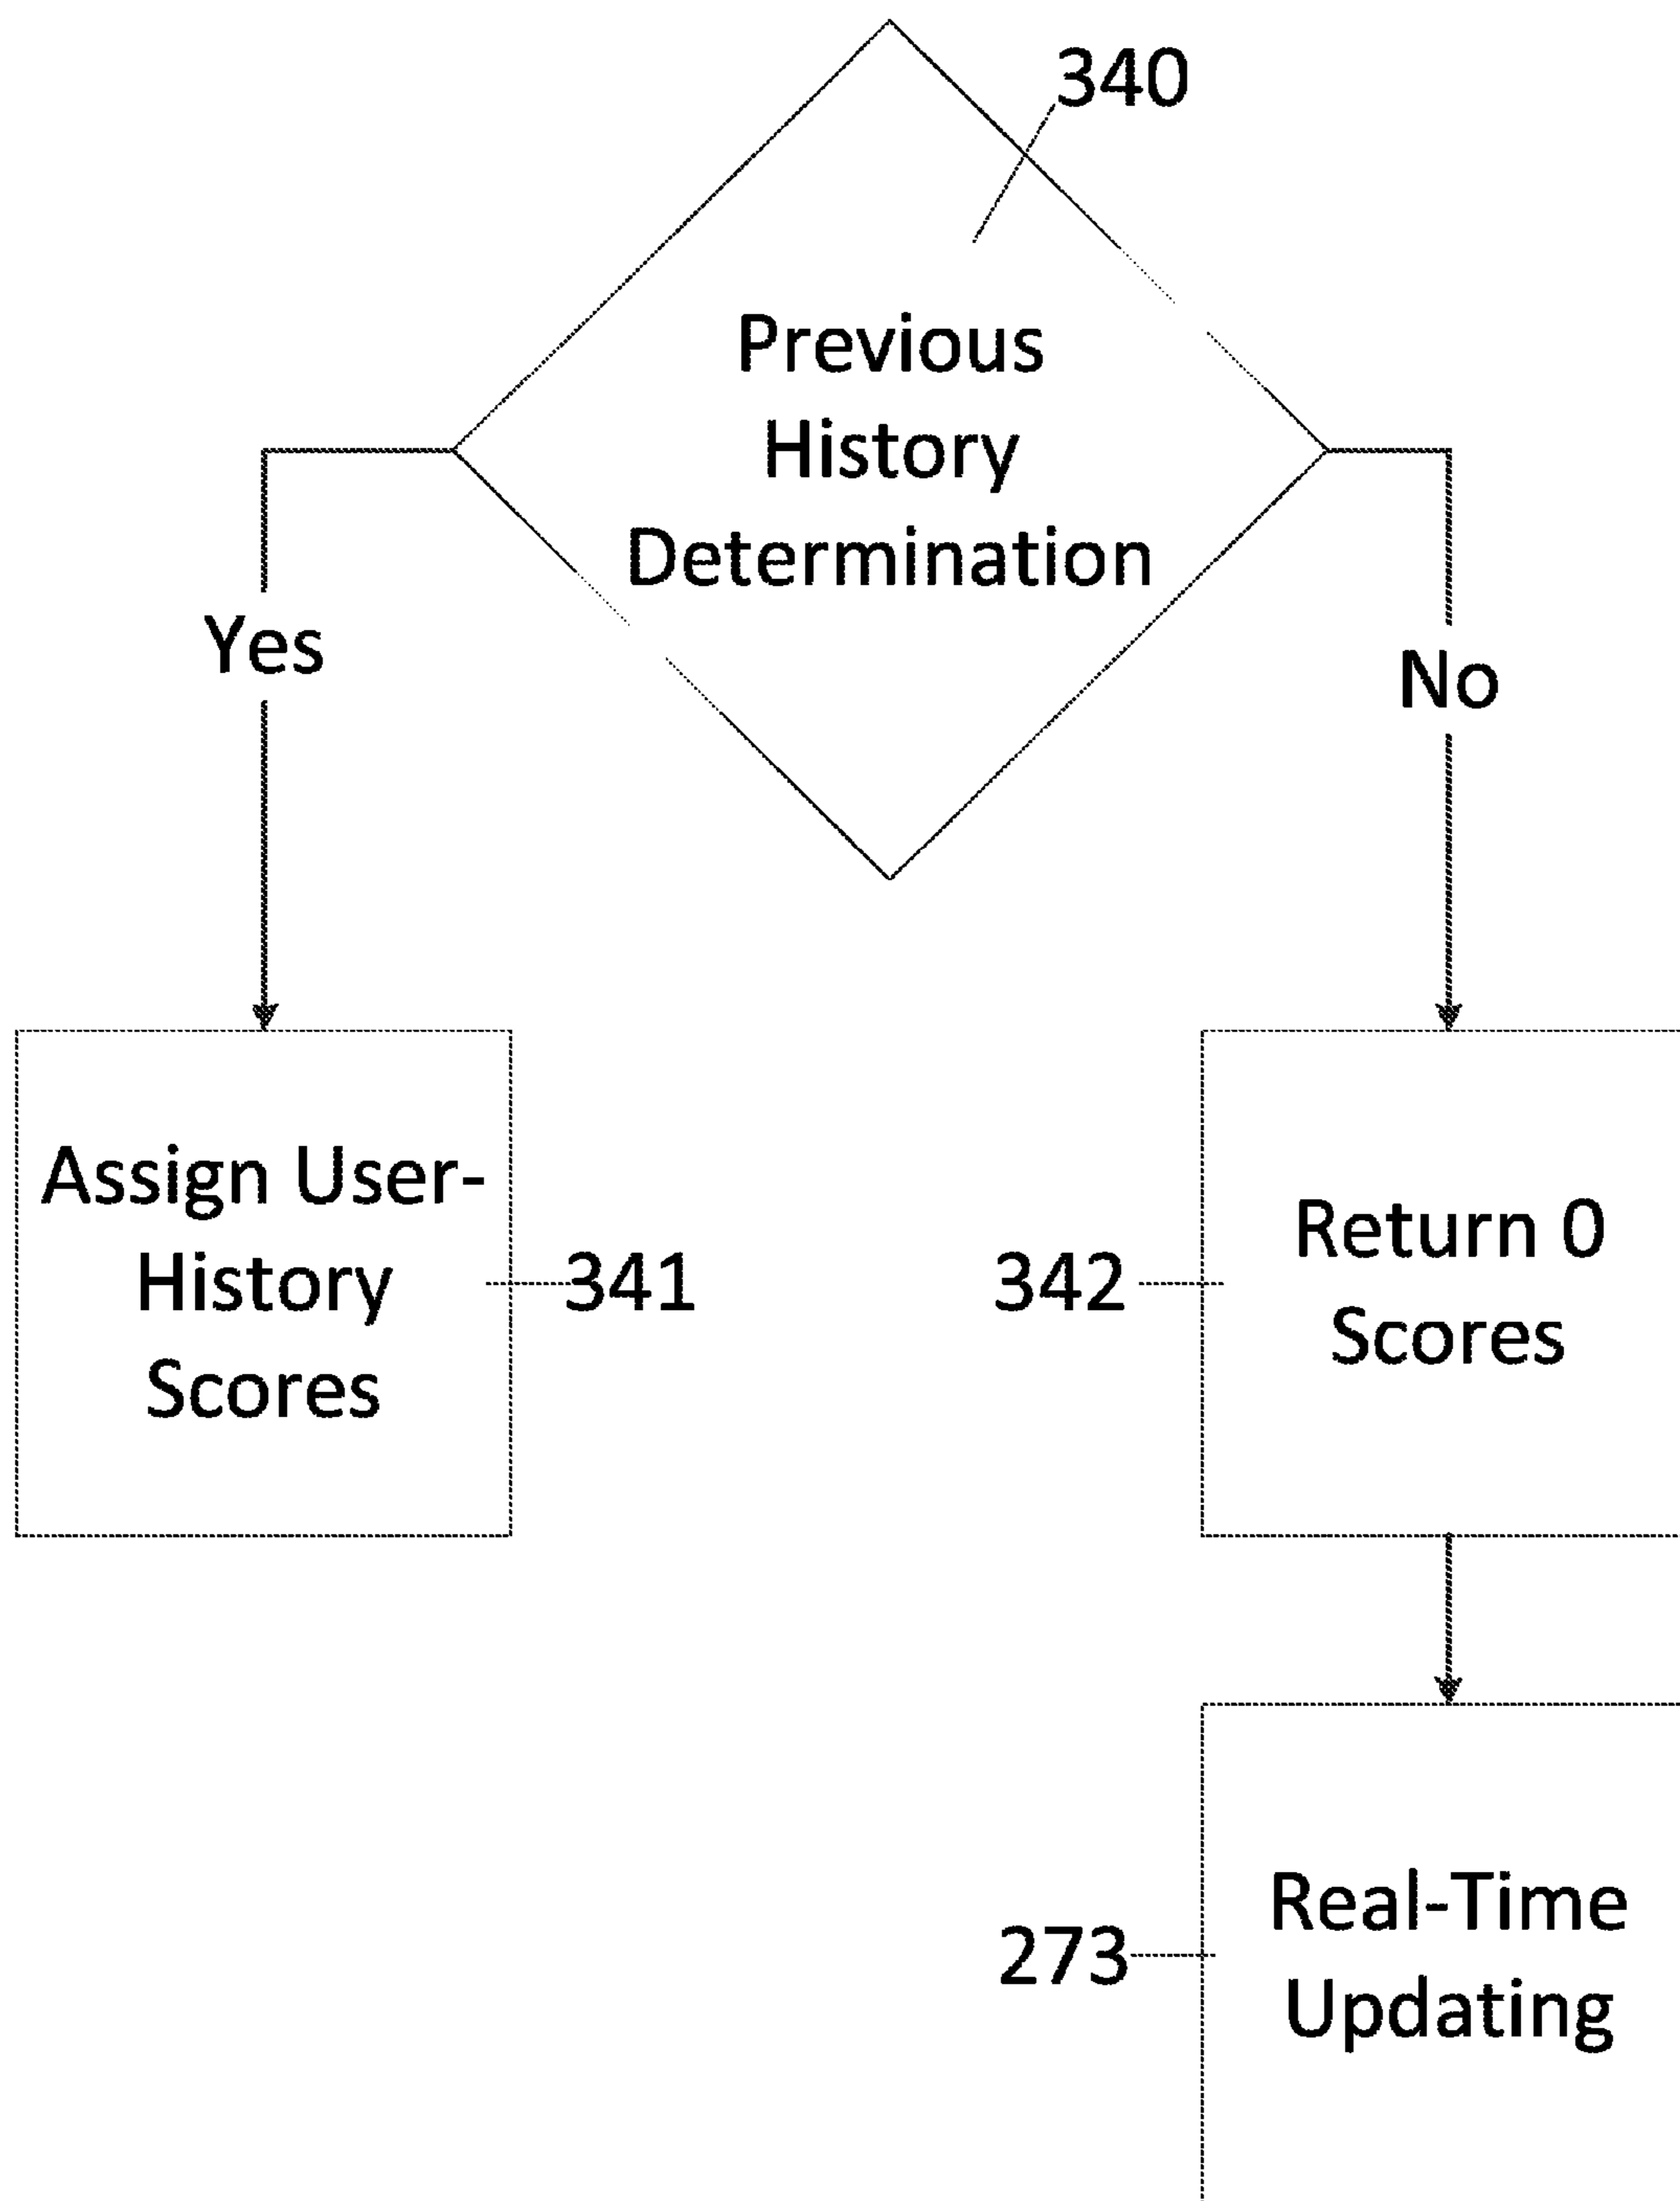 340
Previous
History
Determination
Yes
No
Assign User-
History
Scores
341
342
Return 0
Scores
273
Real-Time
Updating